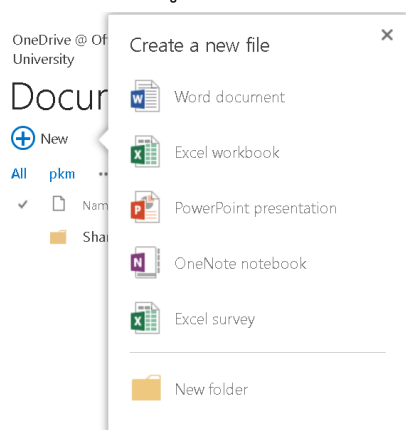 OneDrive @ Of
University
Docur
New
All pkm ...
Nam
Shar
Create a new file
Word document
Excel workbook
PowerPoint presentation
OneNote notebook
Excel survey
New folder